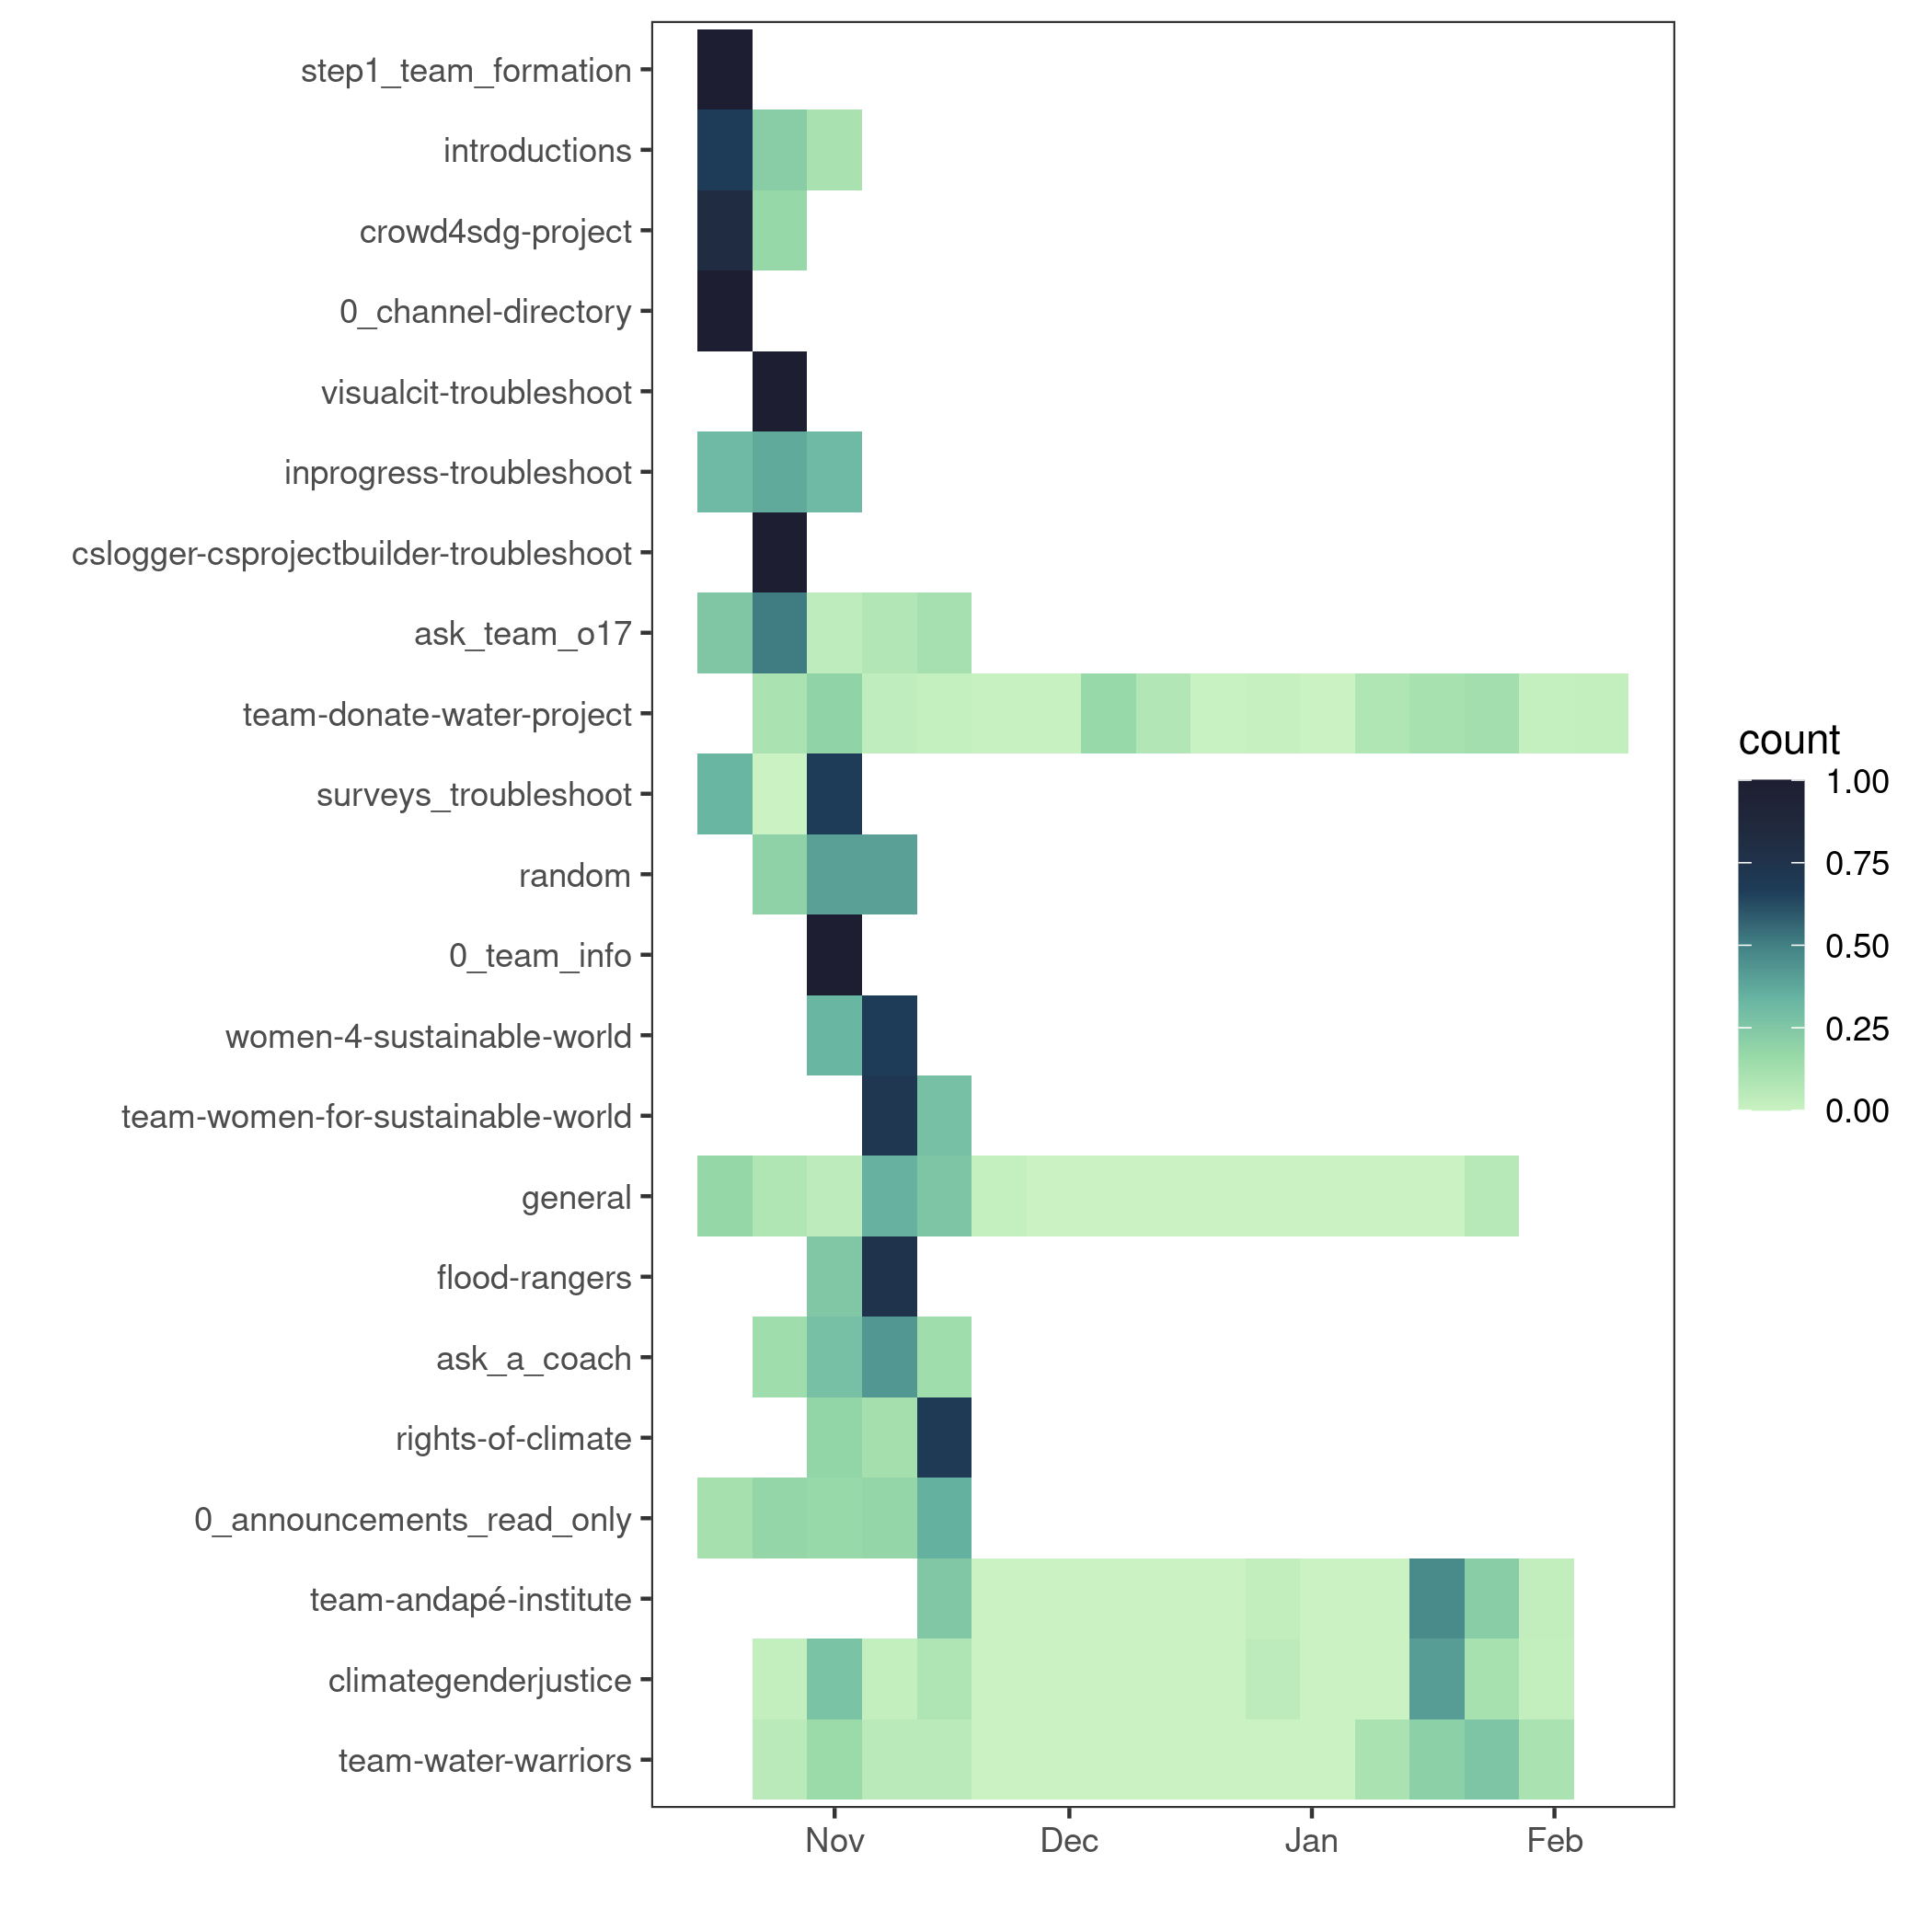 step1_team_formation
introductions
crowd4sdg-project
0_channel-directory
visualcit-troubleshoot
inprogress-troubleshoot
cslogger-csprojectbuilder-troubleshoot
ask_team_o17
team-donate-water-project
surveys_troubleshoot
random
0_team_info
women-4-sustainable-world
team-women-for-sustainable-world
general
flood-rangers
ask_a_coach
rights-of-climate
0_announcements_read_only
team-andapé-institute
climategenderjustice
team-water-warriors
Nov
Dec
Jan
Feb
count
1.00
0.75
0.50
0.25
0.00